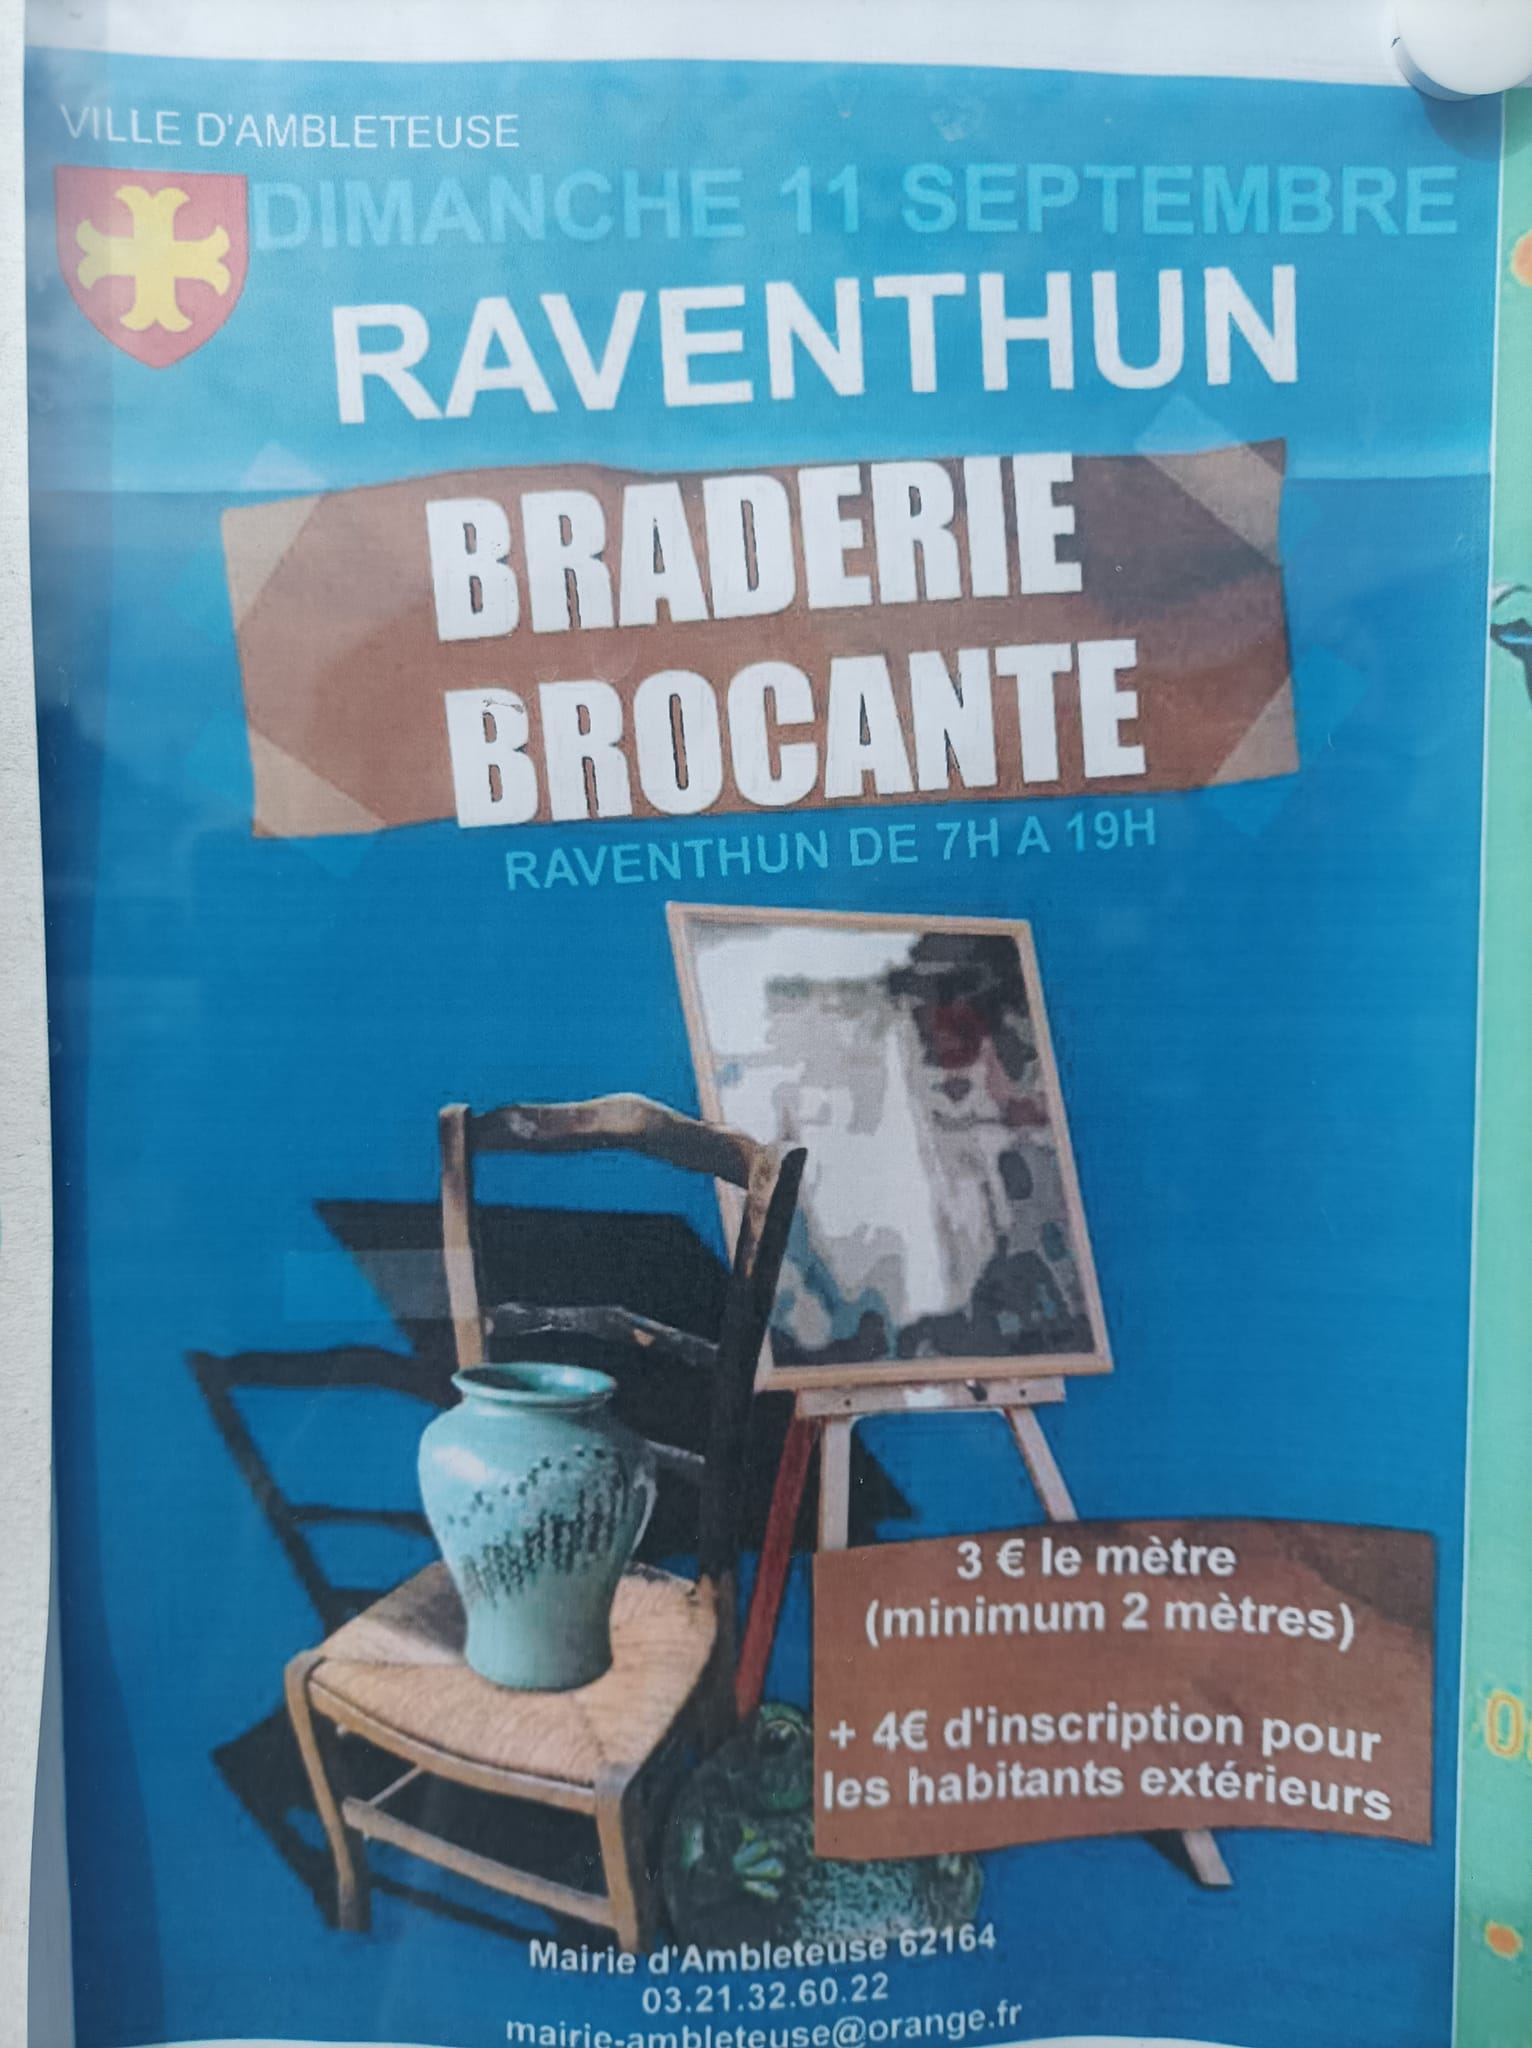 VILLE D'AMBLETEUSE
DIMANCHE 11 SEPTEMBRE
RAVENTHUN
BRADERIE
BROCANTE
RAVENTHUN DE 7H A 19H
3 € le mètre
(minimum 2 mètres)
+ 4€ d'inscription pour
les habitants extérieurs
Mairie d'Ambleteuse 62164
03.21.32.60.22
mairie-ambleteuse@orange.fr